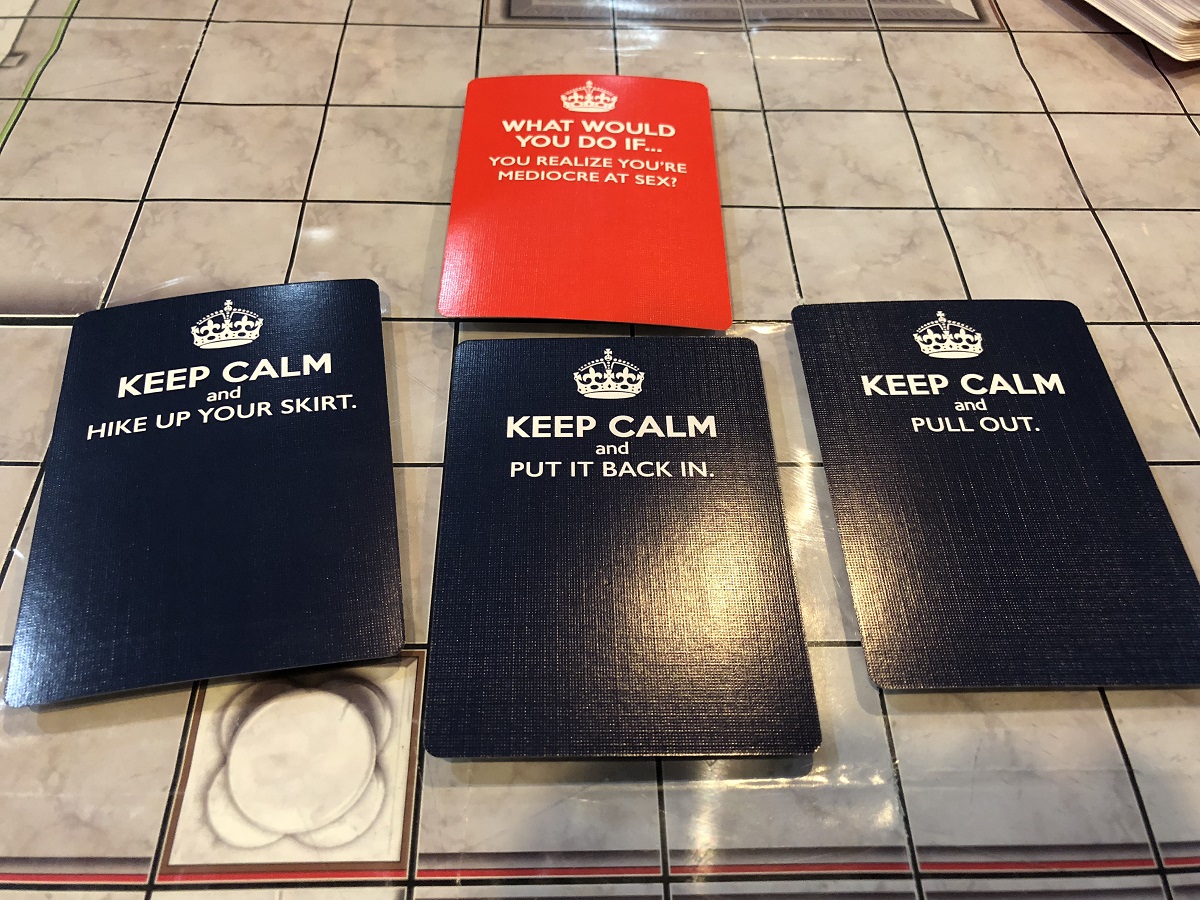 WHAT WOULD
YOU DO IF...
YOU REALIZE YOU'RE
MEDIOCRE AT SEX?
KEEP CALM
and
HIKE UP YOUR SKIRT.
KEEP CALM
and
PUT IT BACK IN.
KEEP CALM
and
PULL OUT.